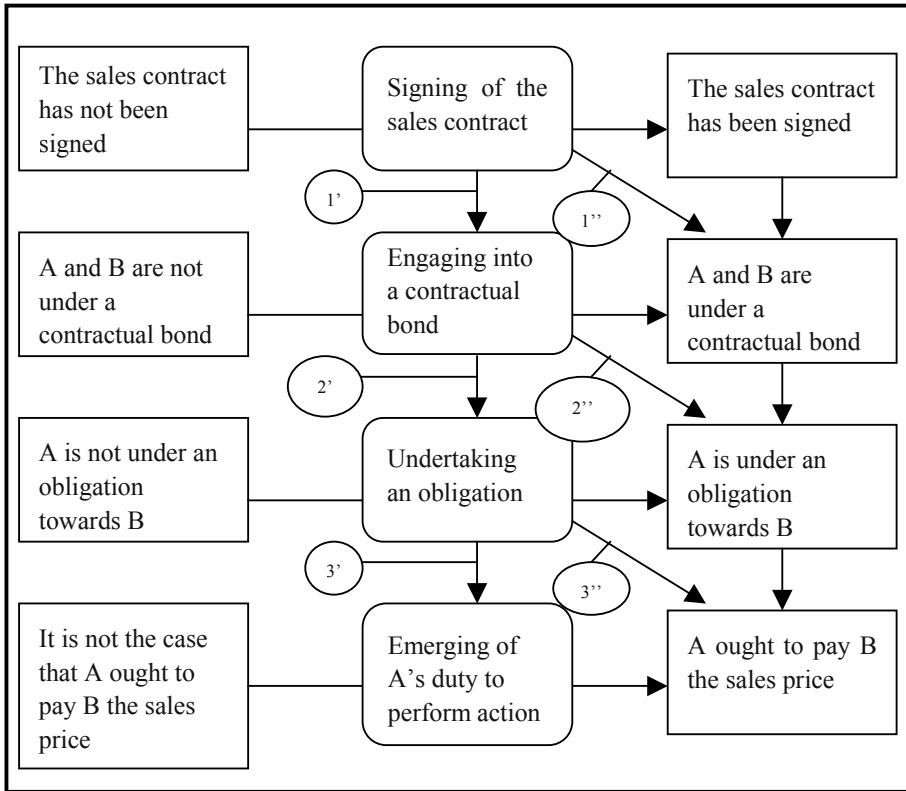 The sales contract
has not been
signed
Signing of the
sales contract
The sales contract
has been signed
1’
1’’
A and B are not
under a
contractual bond
Engaging into
a contractual
bond
A and B are
under a
contractual bond
2’
2’’
A is not under an
obligation
towards B
Undertaking
an obligation
A is under an
obligation
towards B
3’
3’’
It is not the case
that A ought to
pay B the sales
price
Emerging of
A’s duty to
perform action
A ought to pay B
the sales price